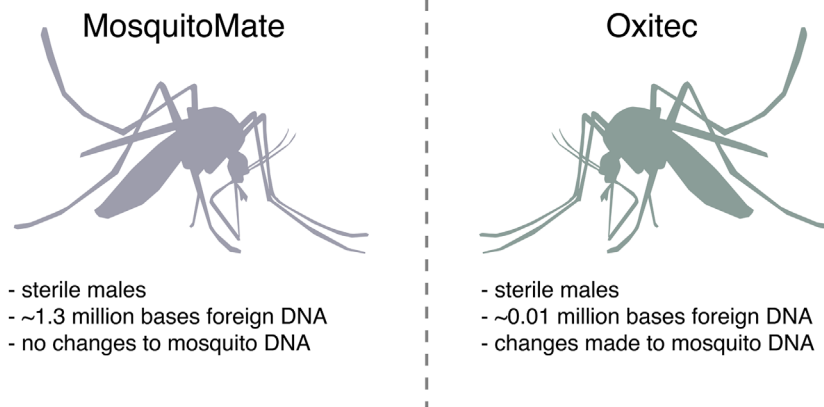 MosquitoMate
- sterile males
- ~1.3 million bases foreign DNA
- no changes to mosquito DNA
Oxitec
- sterile males
- ~0.01 million bases foreign DNA
- changes made to mosquito DNA